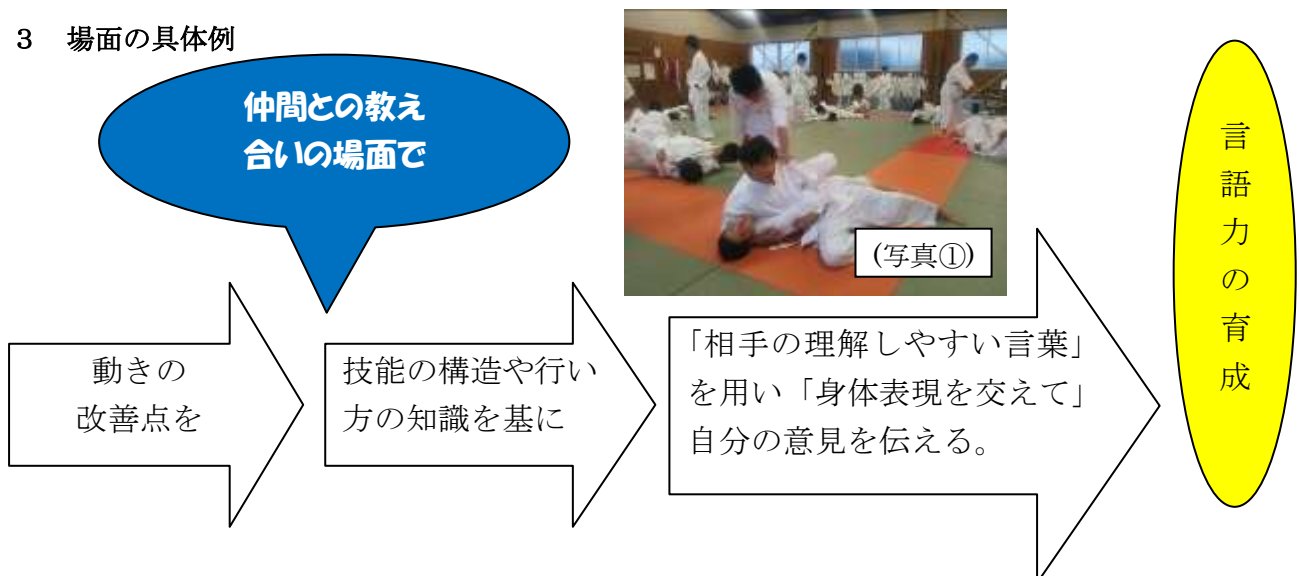 ３　場面の具体例
仲間との教え
合いの場面で
(写真①)
動きの
改善点を
技能の構造や行い
方の知識を基に
「相手の理解しやすい言葉」
を用い「身体表現を交えて」
自分の意見を伝える。
言語力の育成